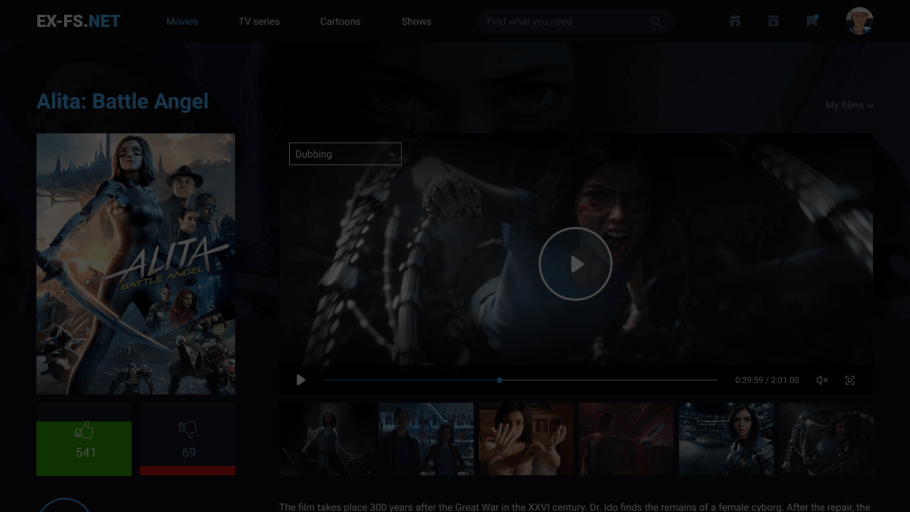 EX-FS.NET
Movies
TV series
Cartoons
Shows
Find what you need
Alita: Battle Angel
My films
Dubbing
ALITA
BATTLE ANGEL
0:29:59 / 2:01:00
541
69
The film takes place 300 years after the Great War in the XXVI century. Dr. Ido finds the remains of a female cyborg. After the repair, the